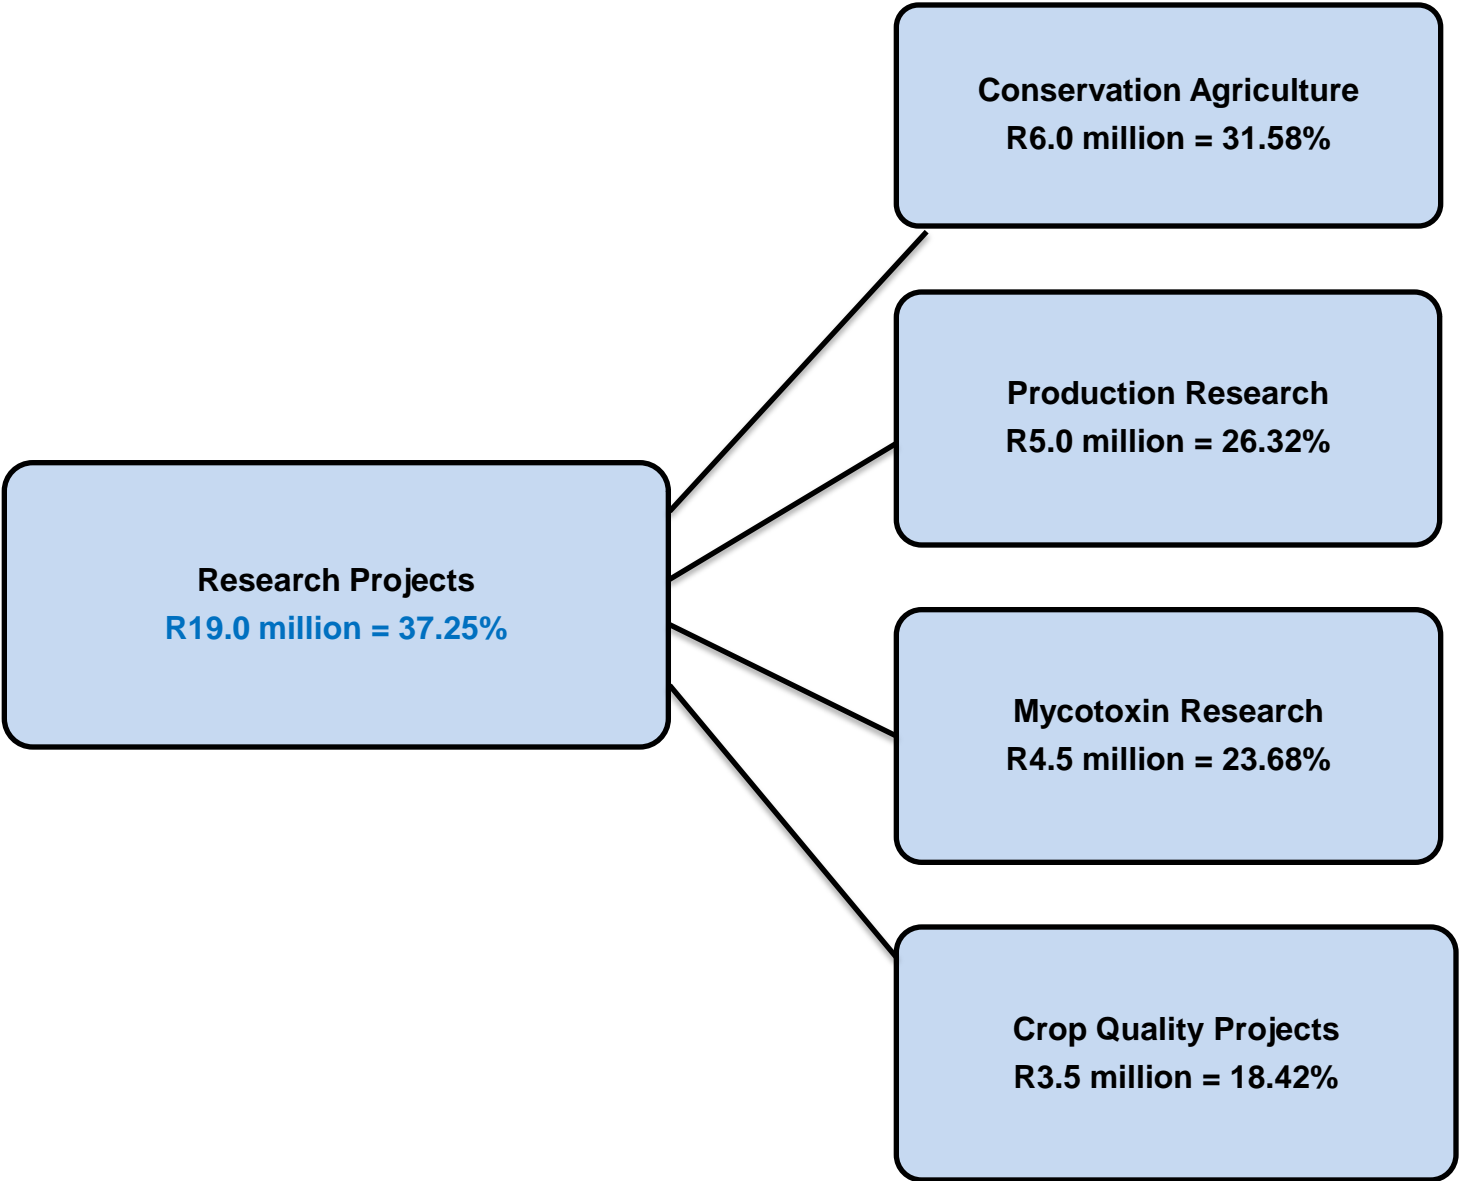 Conservation Agriculture
R6.0 million = 31.58%
Production Research
R5.0 million = 26.32%
Research Projects
R19.0 million = 37.25%
Mycotoxin Research
R4.5 million = 23.68%
Crop Quality Projects
R3.5 million = 18.42%